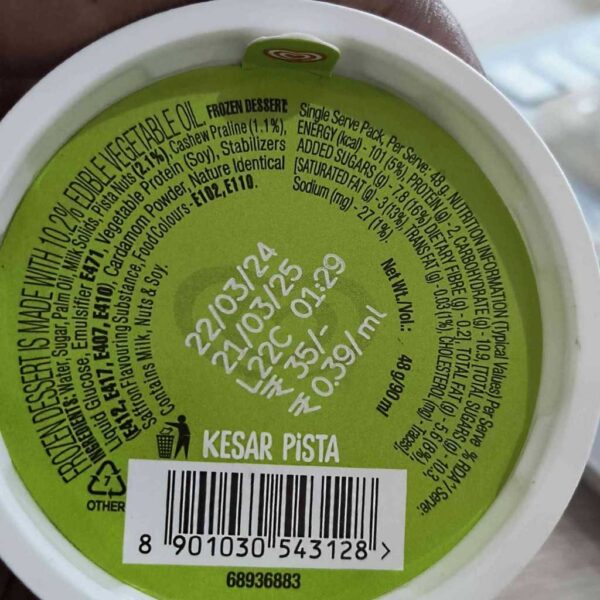 FROZEN DESSERT IS MADE WITH 10.2% EDIBLE VEGETABLE OIL.
FROZEN DESSERT
INGREDIENTS: Water, Sugar, Palm Oil, Milk Solids, Pista Nuts (2.1%), Cashew Praline (1.1%),
Liquid Glucose, Emulsifier E471, Vegetable Protein (Soy), Stabilizers
(E412, E417, E407, E410), Cardamon Powder, Nature Identical
Saffron Flavouring Substance, Food Colours - E102, E110.
Contains Milk, Nuts & Soy.
Single Serve Pack, Per Serve: 48 g. NUTRITION INFORMATION (Typical Values) Per Serve % RDA / Serve:
ENERGY (kcal) - 101 (5%), PROTEIN (g) - 2, CARBOHYDRATE (g) - 10.9, [TOTAL SUGARS (g) - 10.3,
ADDED SUGARS (g) - 7.8 (16%) DIETARY FIBRE (g) - 0.2], TOTAL FAT (g) - 5.6 (8%),
[SATURATED FAT (g) - 3 (13%), TRANS FAT (g) - 0.03 (1%) CHOLESTEROL (mg) - Traces],
Sodium (mg) - 27 (1%).
Net Wt./Vol.: 48 g/90 ml
22/03/24
21/03/25
L22C 01:29
₹ 35/-
₹ 0.39/ml
KESAR PiSTA
7
OTHER
8 901030 543128 >
68936883